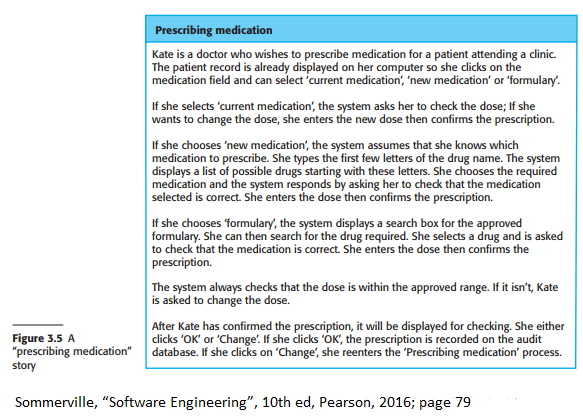 Prescribing medication
Kate is a doctor who wishes to prescribe medication for a patient attending a clinic.
The patient record is already displayed on her computer so she clicks on the
medication field and can select ‘current medication’, ‘new medication’ or ‘formulary’.
If she selects ‘current medication’, the system asks her to check the dose; If she
wants to change the dose, she enters the new dose then confirms the prescription.
If she chooses ‘new medication’, the system assumes that she knows which
medication to prescribe. She types the first few letters of the drug name. The system
displays a list of possible drugs starting with these letters. She chooses the required
medication and the system responds by asking her to check that the medication
selected is correct. She enters the dose then confirms the prescription.
If she chooses ‘formulary’, the system displays a search box for the approved
formulary. She can then search for the drug required. She selects a drug and is asked
to check that the medication is correct. She enters the dose then confirms the
prescription.
The system always checks that the dose is within the approved range. If it isn’t, Kate
is asked to change the dose.
After Kate has confirmed the prescription, it will be displayed for checking. She either
clicks ‘OK’ or ‘Change’. If she clicks ‘OK’, the prescription is recorded on the audit
database. If she clicks on ‘Change’, she reenters the ‘Prescribing medication’ process.
Figure 3.5 A
“prescribing medication”
story
Sommerville, “Software Engineering”, 10th ed, Pearson, 2016; page 79